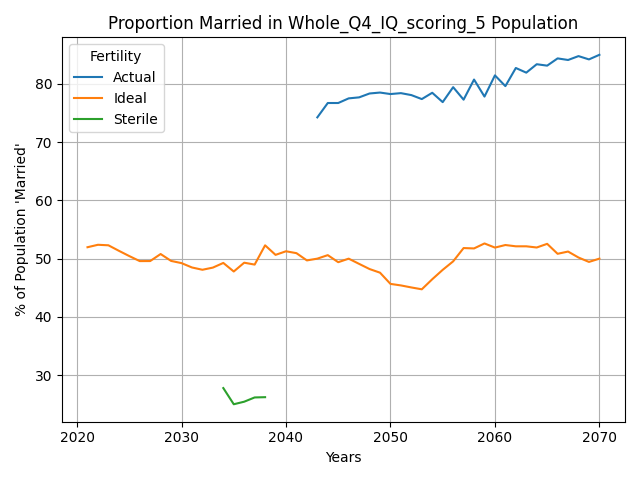 Proportion Married in Whole_Q4_IQ_scoring_5 Population
Fertility
Actual
Ideal
Sterile
% of Population 'Married'
80
70
60
50
40
30
2020
2030
2040
2050
2060
2070
Years